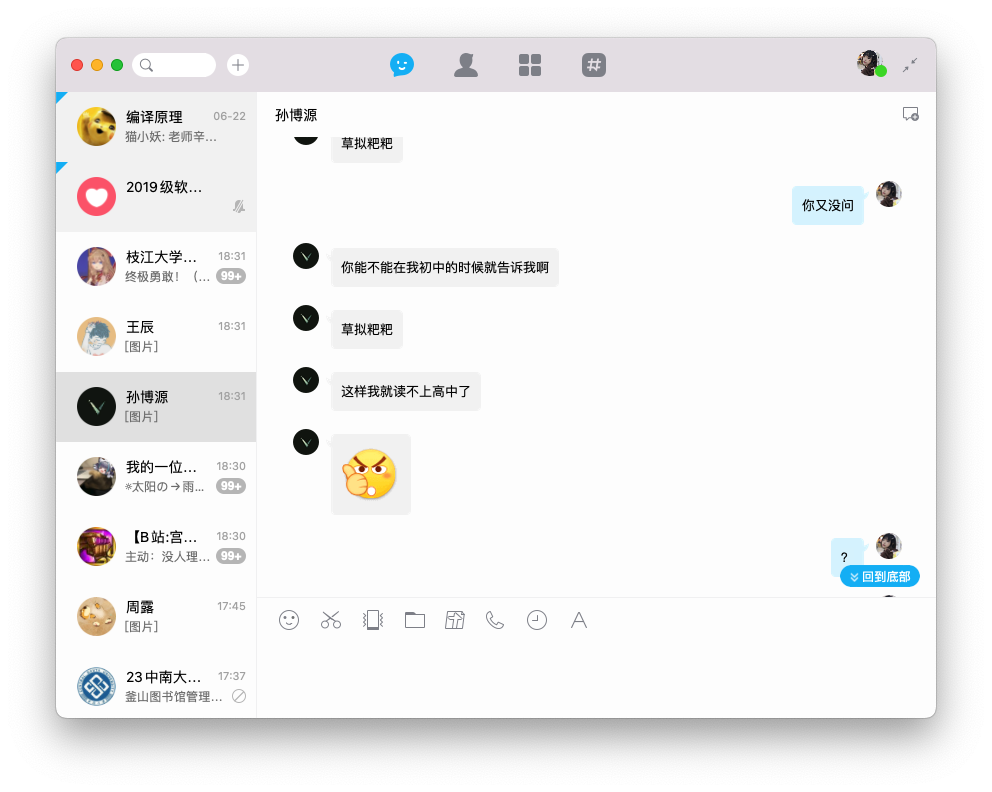 编译原理 06-22
猫小妖: 老师辛...
2019级软...
枝江大学... 18:31
终极勇敢！（... 99+
王辰 18:31
[图片]
孙博源 18:31
[图片]
我的一位... 18:30
☼太阳の→雨... 99+
【B站:宫... 18:30
主动：没人理... 99+
周露 17:45
[图片]
23中南大... 17:37
釜山图书馆管理...
孙博源
草拟粑粑
你又没问
你能不能在我初中的时候就告诉我啊
草拟粑粑
这样我就读不上高中了
?
回到底部